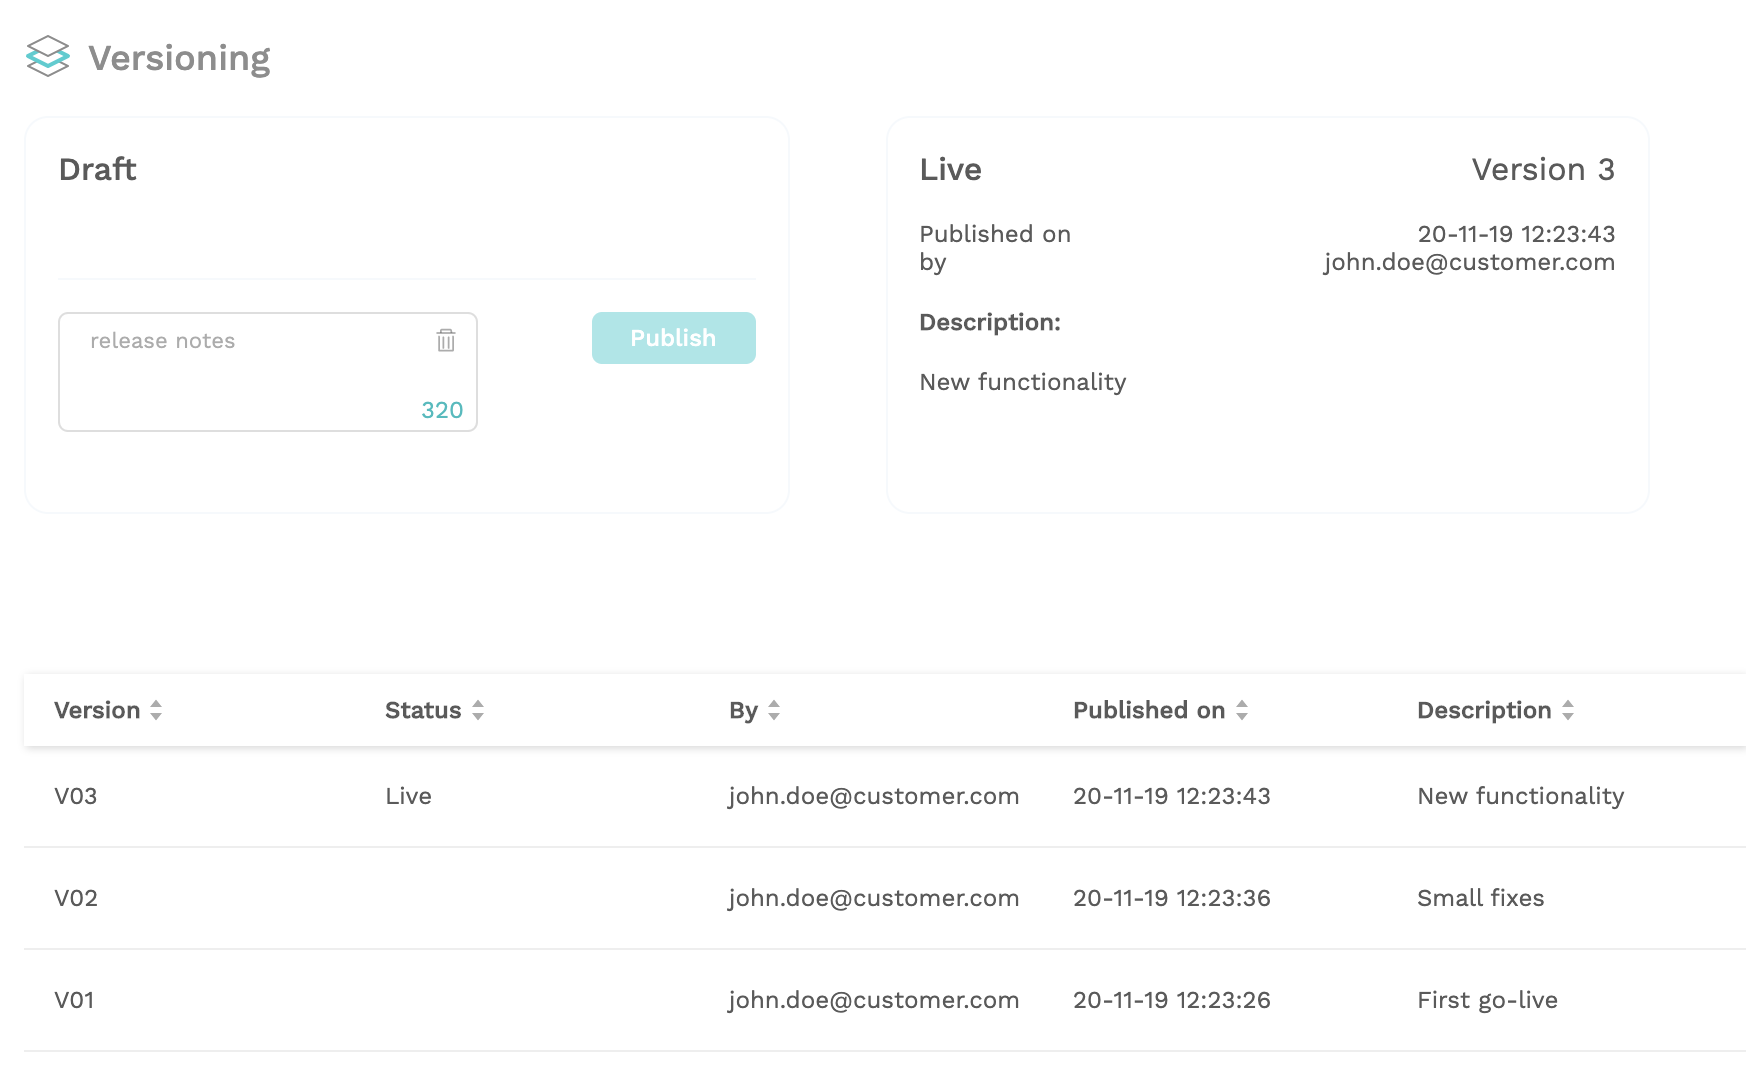 Versioning
Draft
release notes
Publish
320
Live Version 3
Published on 20-11-19 12:23:43
by john.doe@customer.com
Description:
New functionality
Version Status By Published on Description
V03 Live john.doe@customer.com 20-11-19 12:23:43 New functionality
V02 john.doe@customer.com 20-11-19 12:23:36 Small fixes
V01 john.doe@customer.com 20-11-19 12:23:26 First go-live